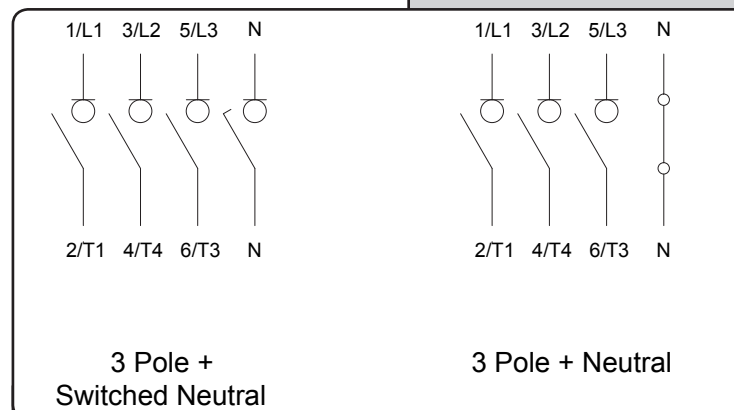 1/L1 3/L2 5/L3 N
2/T1 4/T4 6/T3 N
3 Pole +
Switched Neutral
1/L1 3/L2 5/L3 N
2/T1 4/T4 6/T3 N
3 Pole + Neutral